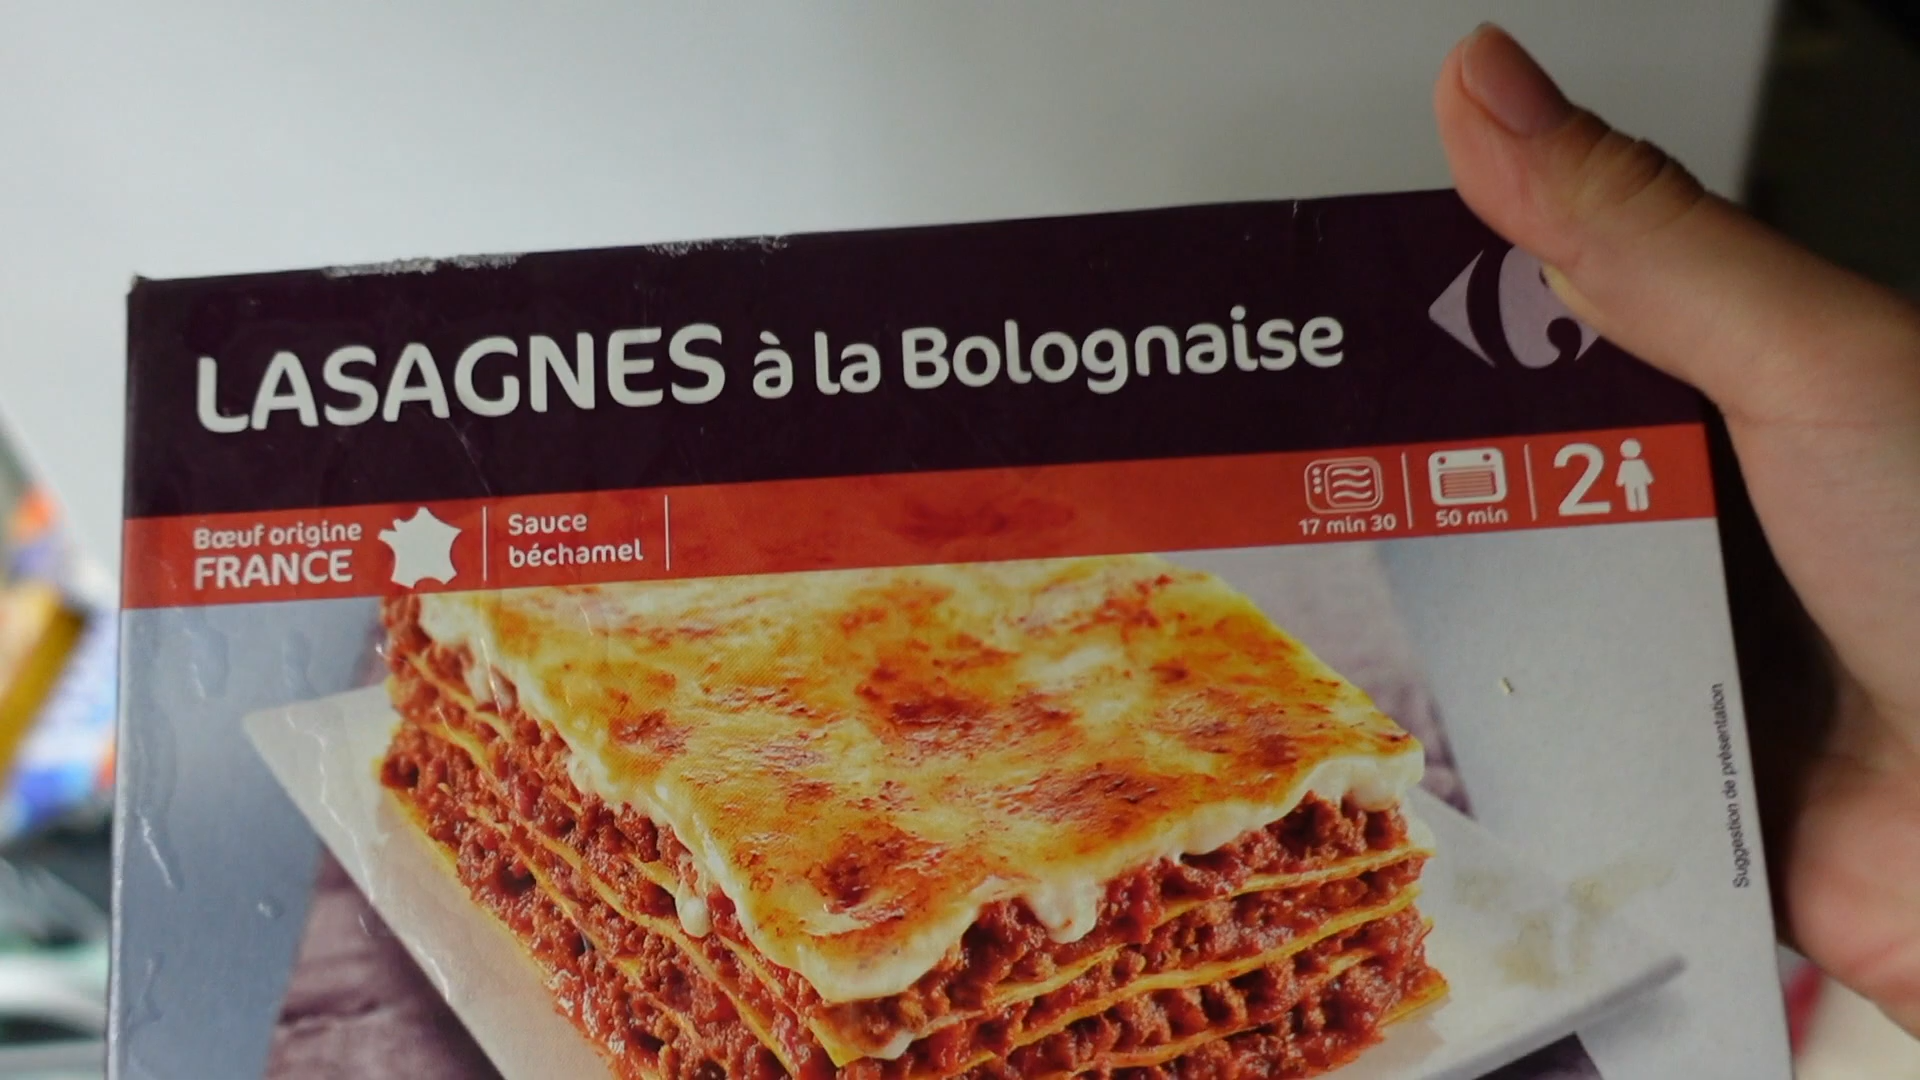 LASAGNES à la Bolognaise
Bœuf origine
FRANCE
Sauce
béchamel
17 min 30
50 min
2
Suggestion de présentation